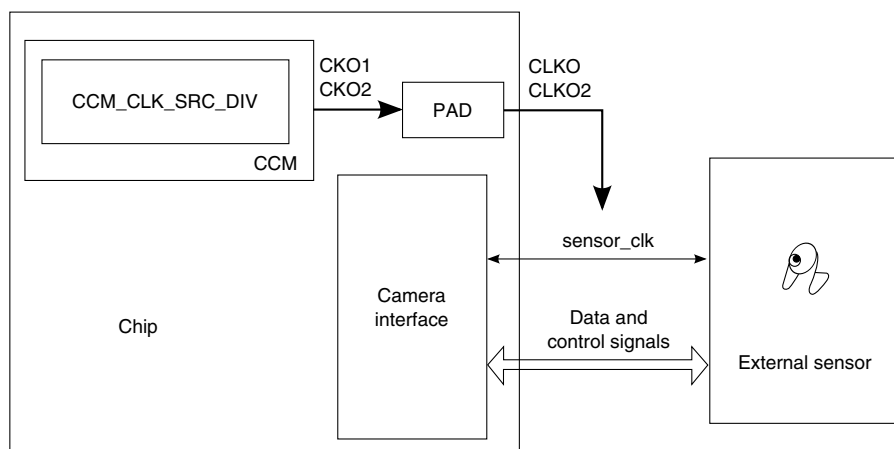 CCM_CLK_SRC_DIV
CCM
CKO1
CKO2
PAD
CLKO
CLKO2
sensor_clk
Camera
interface
Data and
control signals
Chip
External sensor